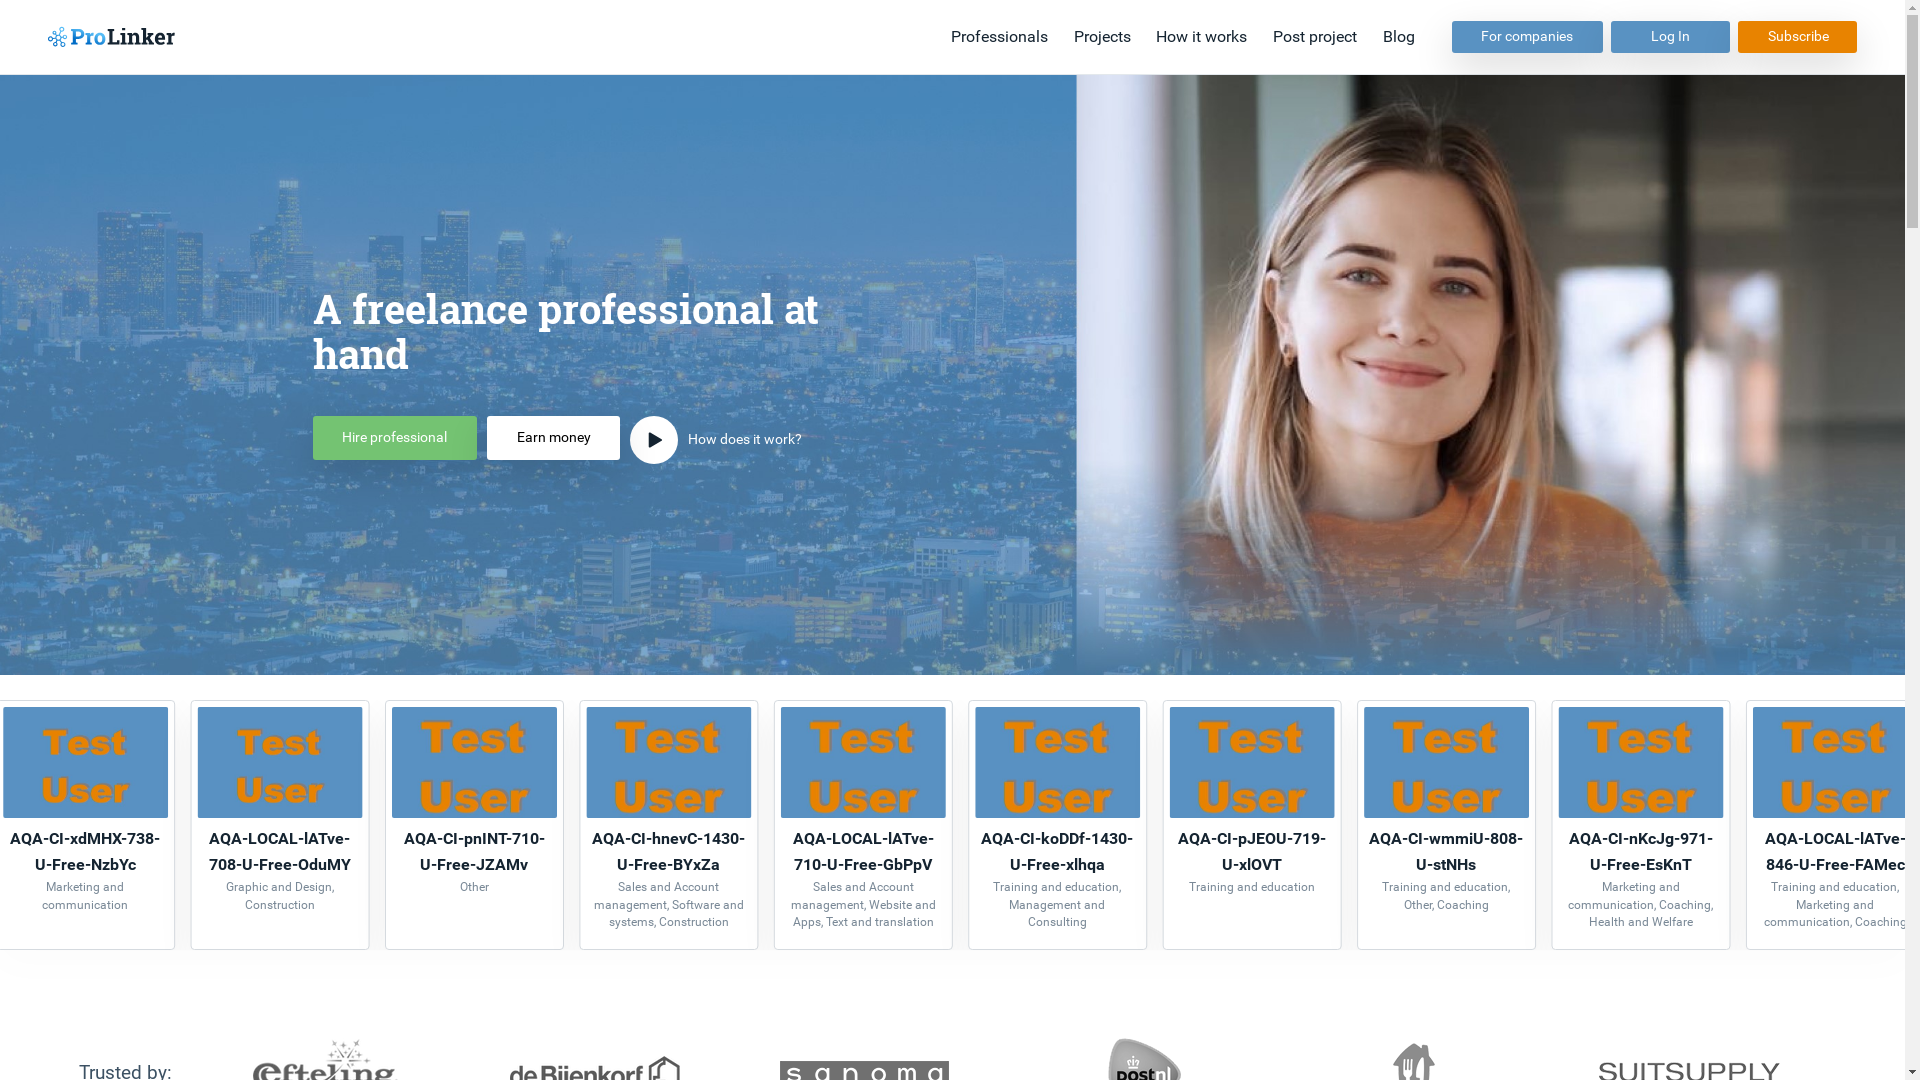 ProLinker
Professionals
Projects
How it works
Post project
Blog
For companies
Log In
Subscribe
A freelance professional at
hand
Hire professional
Earn money
How does it work?
Test
User
AQA-CI-xdMHX-738-
U-Free-NzbYc
Marketing and
communication
Test
User
AQA-LOCAL-lATve-
708-U-Free-OduMY
Graphic and Design,
Construction
Test
User
AQA-CI-pnINT-710-
U-Free-JZAMv
Other
Test
User
AQA-CI-hnevC-1430-
U-Free-BYxZa
Sales and Account
management, Software and
systems, Construction
Test
User
AQA-LOCAL-lATve-
710-U-Free-GbPpV
Sales and Account
management, Website and
Apps, Text and translation
Test
User
AQA-CI-koDDf-1430-
U-Free-xlhqa
Training and education,
Management and
Consulting
Test
User
AQA-CI-pJEOU-719-
U-xlOVT
Training and education
Test
User
AQA-CI-wmmiU-808-
U-stNHs
Training and education,
Other, Coaching
Test
User
AQA-CI-nKcJg-971-
U-Free-EsKnT
Marketing and
communication, Coaching,
Health and Welfare
Test
User
AQA-LOCAL-lATve-
846-U-Free-FAMec
Training and education,
Marketing and
communication, Coaching
Trusted by:
efteling
de Bijenkorf
sanoma
postnl
SUITSUPPLY